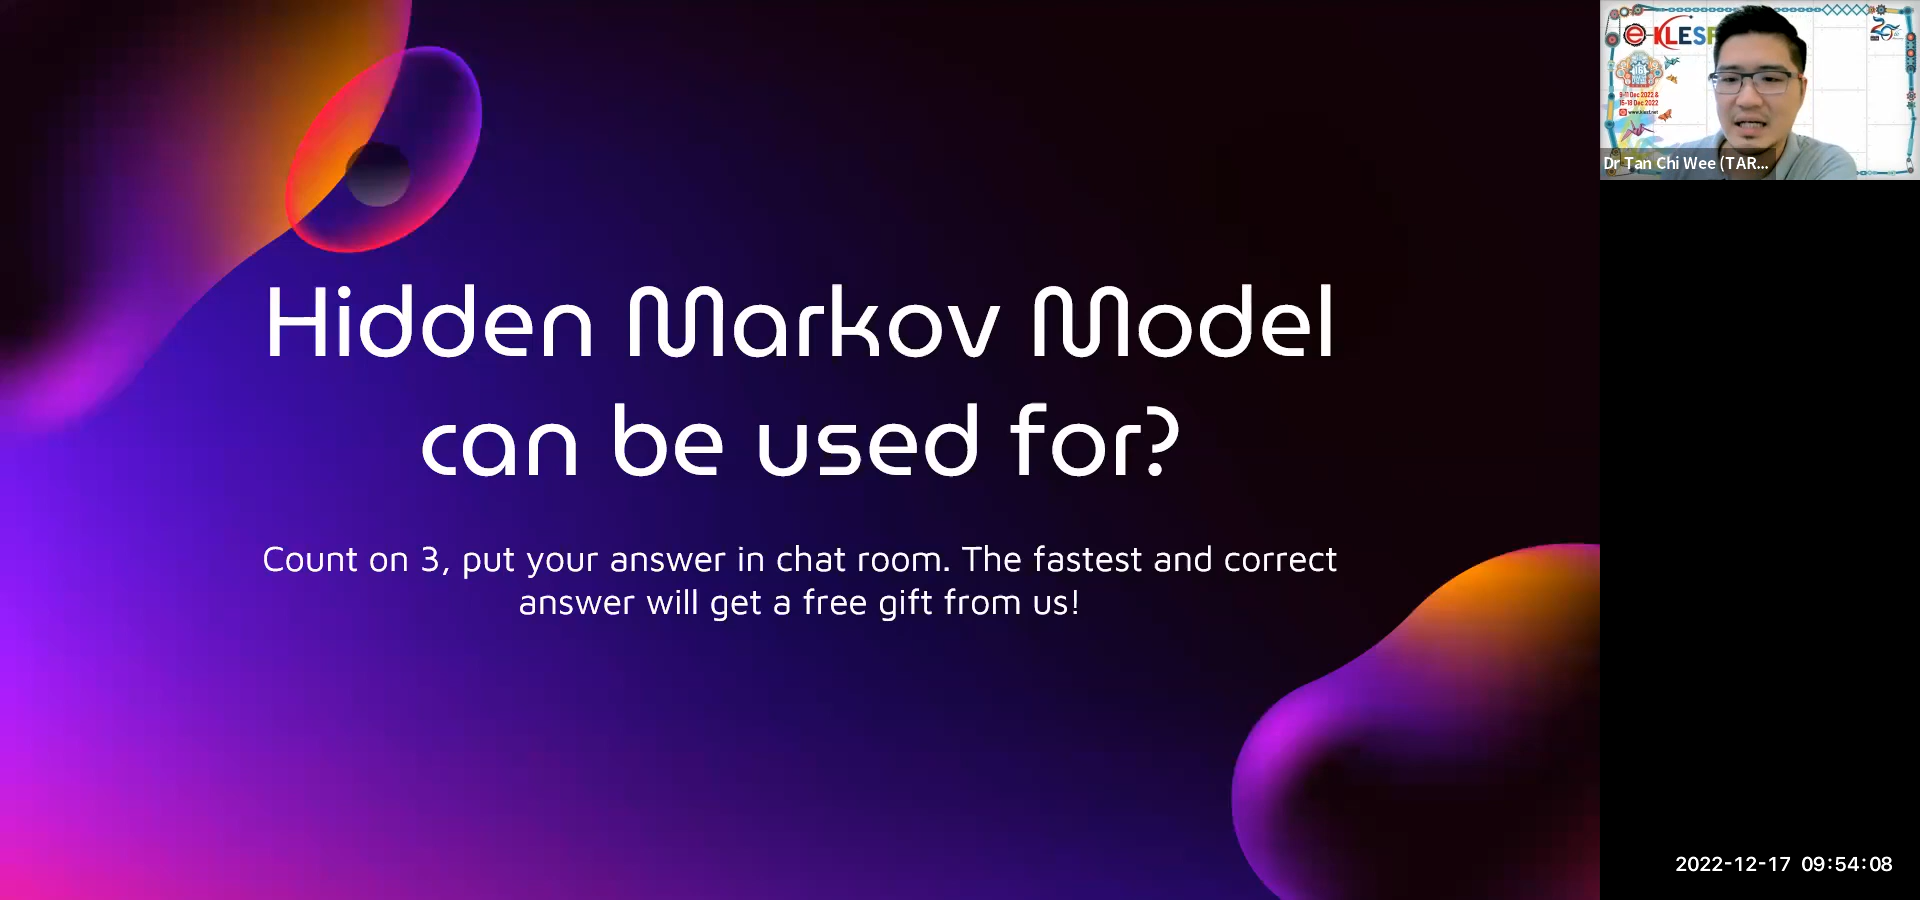 Hidden Markov Model
can be used for?
Count on 3, put your answer in chat room. The fastest and correct
answer will get a free gift from us!
Dr Tan Chi Wee (TAR...
2022-12-17 09:54:08